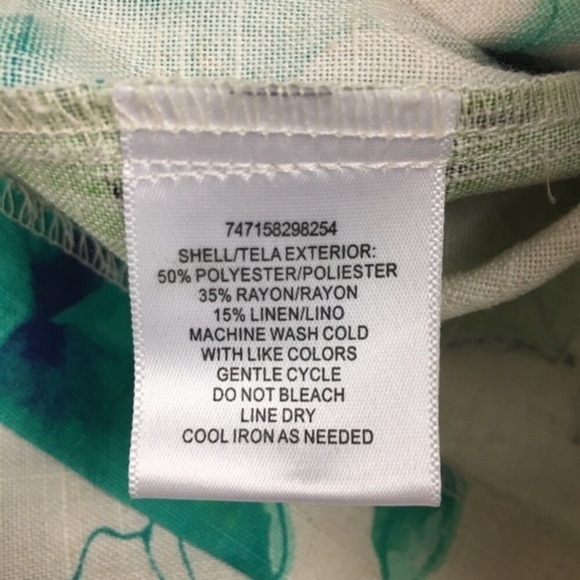 747158298254
SHELL/TELA EXTERIOR:
50% POLYESTER/POLIESTER
35% RAYON/RAYON
15% LINEN/LINO
MACHINE WASH COLD
WITH LIKE COLORS
GENTLE CYCLE
DO NOT BLEACH
LINE DRY
COOL IRON AS NEEDED